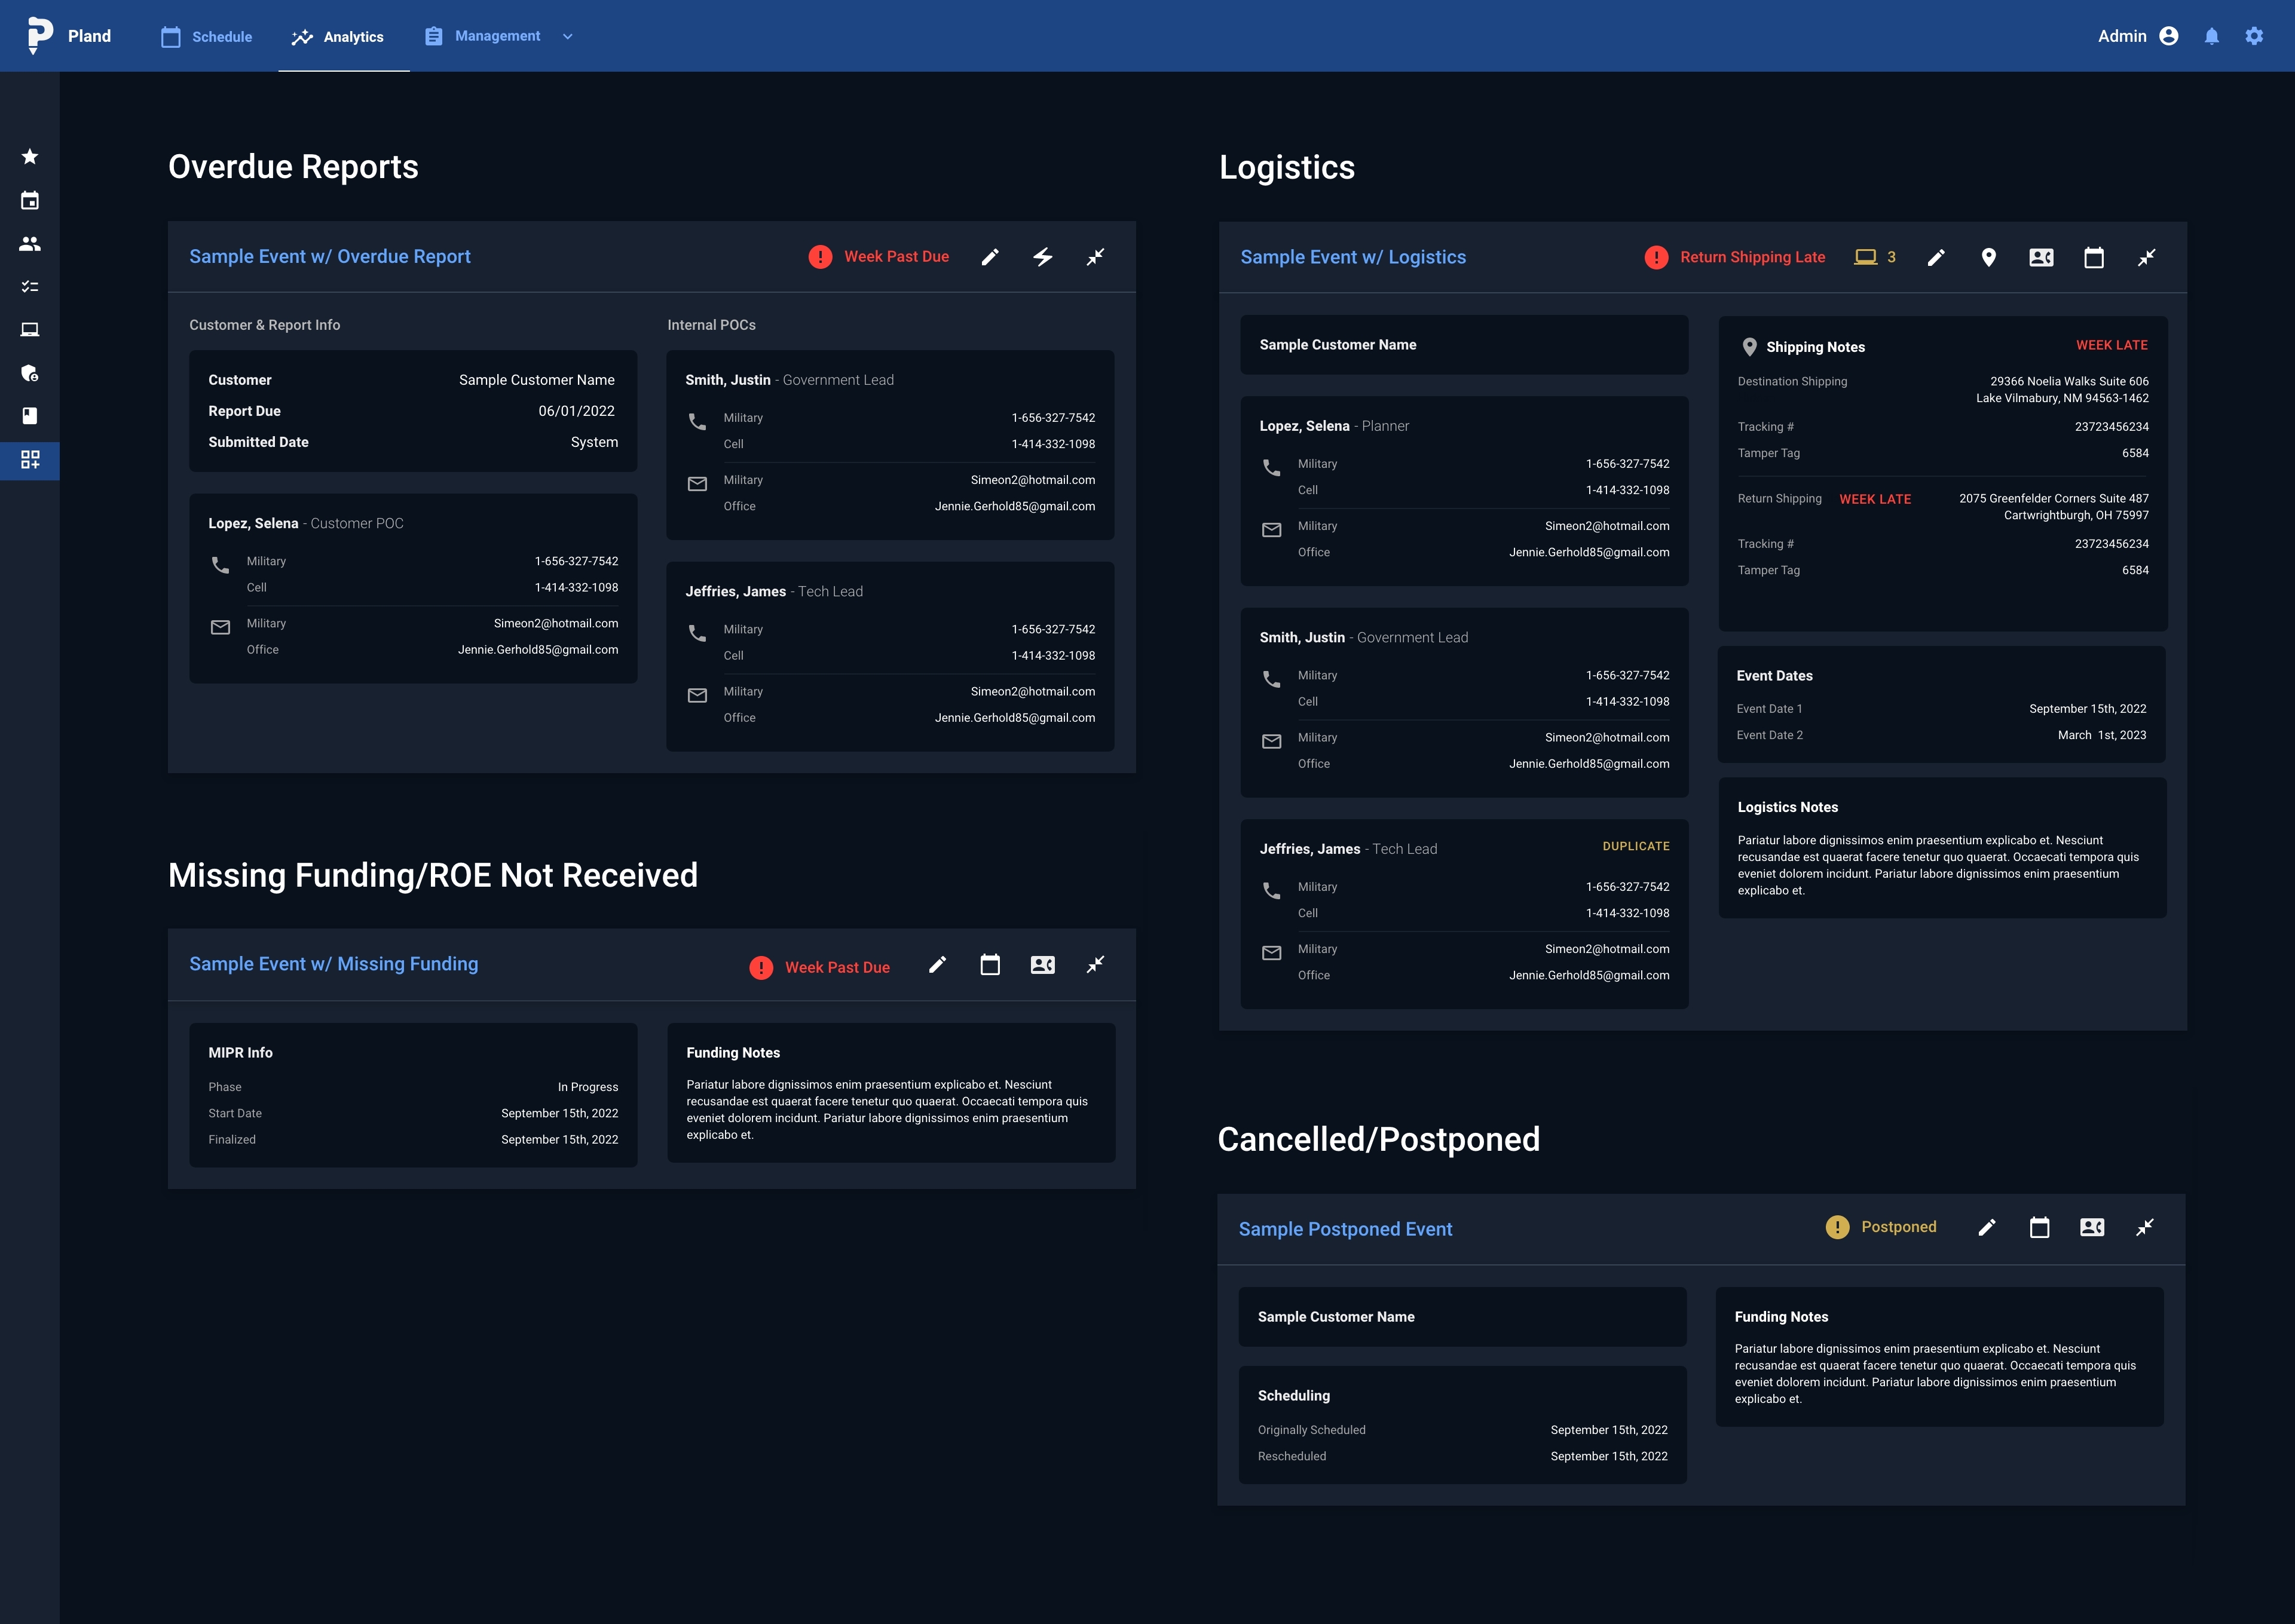 Pland
Schedule
Analytics
Management
Admin
Overdue Reports
Sample Event w/ Overdue Report
Week Past Due
Customer & Report Info
Customer Sample Customer Name
Report Due 06/01/2022
Submitted Date System
Lopez, Selena - Customer POC
Military 1-656-327-7542
Cell 1-414-332-1098
Military Simeon2@hotmail.com
Office Jennie.Gerhold85@gmail.com
Internal POCs
Smith, Justin - Government Lead
Military 1-656-327-7542
Cell 1-414-332-1098
Military Simeon2@hotmail.com
Office Jennie.Gerhold85@gmail.com
Jeffries, James - Tech Lead
Military 1-656-327-7542
Cell 1-414-332-1098
Military Simeon2@hotmail.com
Office Jennie.Gerhold85@gmail.com
Missing Funding/ROE Not Received
Sample Event w/ Missing Funding
Week Past Due
MIPR Info
Phase In Progress
Start Date September 15th, 2022
Finalized September 15th, 2022
Funding Notes
Pariatur labore dignissimos enim praesentium explicabo et. Nesciunt
recusandae est quaerat facere tenetur quo quaerat. Occaecati tempora quis
eveniet dolorem incidunt. Pariatur labore dignissimos enim praesentium
explicabo et.
Logistics
Sample Event w/ Logistics
Return Shipping Late
3
Sample Customer Name
Lopez, Selena - Planner
Military 1-656-327-7542
Cell 1-414-332-1098
Military Simeon2@hotmail.com
Office Jennie.Gerhold85@gmail.com
Smith, Justin - Government Lead
Military 1-656-327-7542
Cell 1-414-332-1098
Military Simeon2@hotmail.com
Office Jennie.Gerhold85@gmail.com
Jeffries, James - Tech Lead DUPLICATE
Military 1-656-327-7542
Cell 1-414-332-1098
Military Simeon2@hotmail.com
Office Jennie.Gerhold85@gmail.com
Shipping Notes WEEK LATE
Destination Shipping 29366 Noelia Walks Suite 606
Lake Vilmabury, NM 94563-1462
Tracking # 23723456234
Tamper Tag 6584
Return Shipping WEEK LATE 2075 Greenfelder Corners Suite 487
Cartwrightburgh, OH 75997
Tracking # 23723456234
Tamper Tag 6584
Event Dates
Event Date 1 September 15th, 2022
Event Date 2 March 1st, 2023
Logistics Notes
Pariatur labore dignissimos enim praesentium explicabo et. Nesciunt
recusandae est quaerat facere tenetur quo quaerat. Occaecati tempora quis
eveniet dolorem incidunt. Pariatur labore dignissimos enim praesentium
explicabo et.
Cancelled/Postponed
Sample Postponed Event
Postponed
Sample Customer Name
Scheduling
Originally Scheduled September 15th, 2022
Rescheduled September 15th, 2022
Funding Notes
Pariatur labore dignissimos enim praesentium explicabo et. Nesciunt
recusandae est quaerat facere tenetur quo quaerat. Occaecati tempora quis
eveniet dolorem incidunt. Pariatur labore dignissimos enim praesentium
explicabo et.